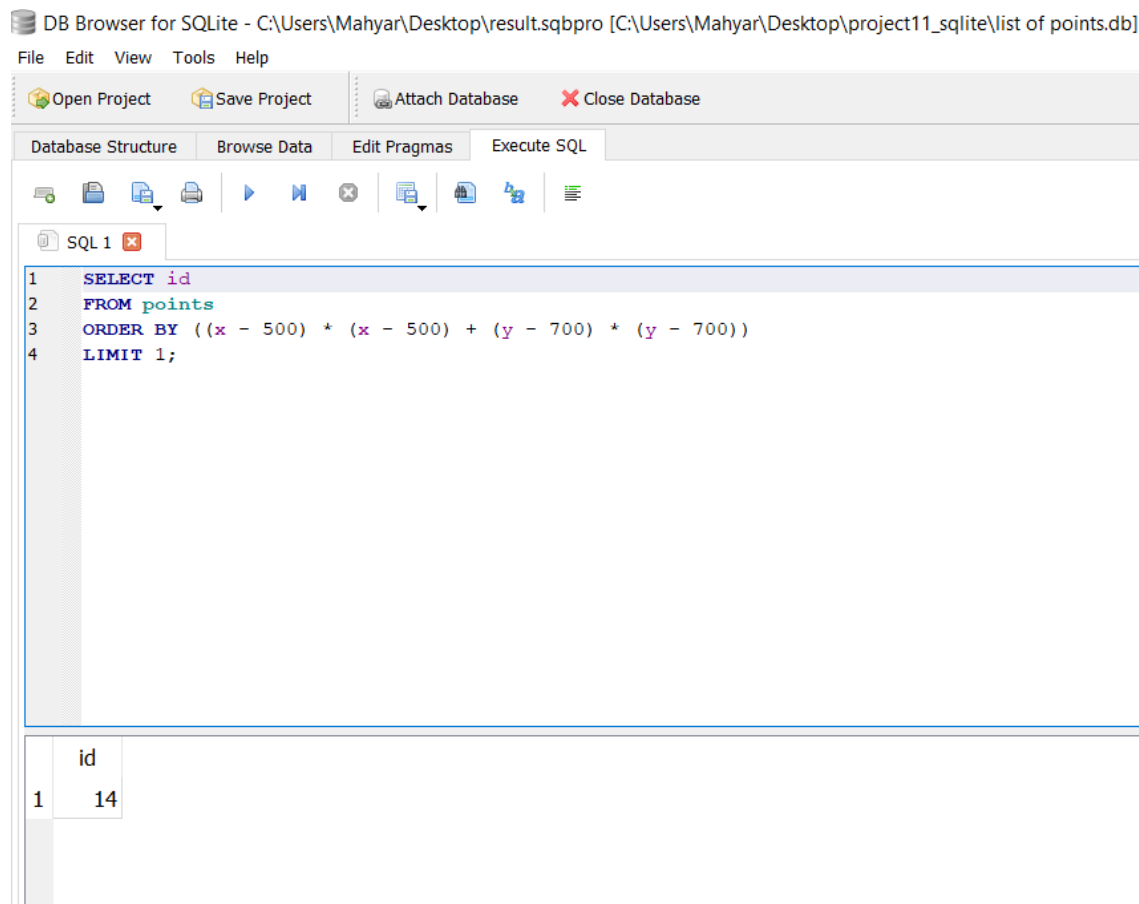 DB Browser for SQLite - C:\Users\Mahyar\Desktop\result.sqbpro [C:\Users\Mahyar\Desktop\project11_sqlite\list of points.db]
File Edit View Tools Help
Open Project Save Project Attach Database Close Database
Database Structure Browse Data Edit Pragmas Execute SQL
SQL 1
1 SELECT id
2 FROM points
3 ORDER BY ((x - 500) * (x - 500) + (y - 700) * (y - 700))
4 LIMIT 1;
id
1 14